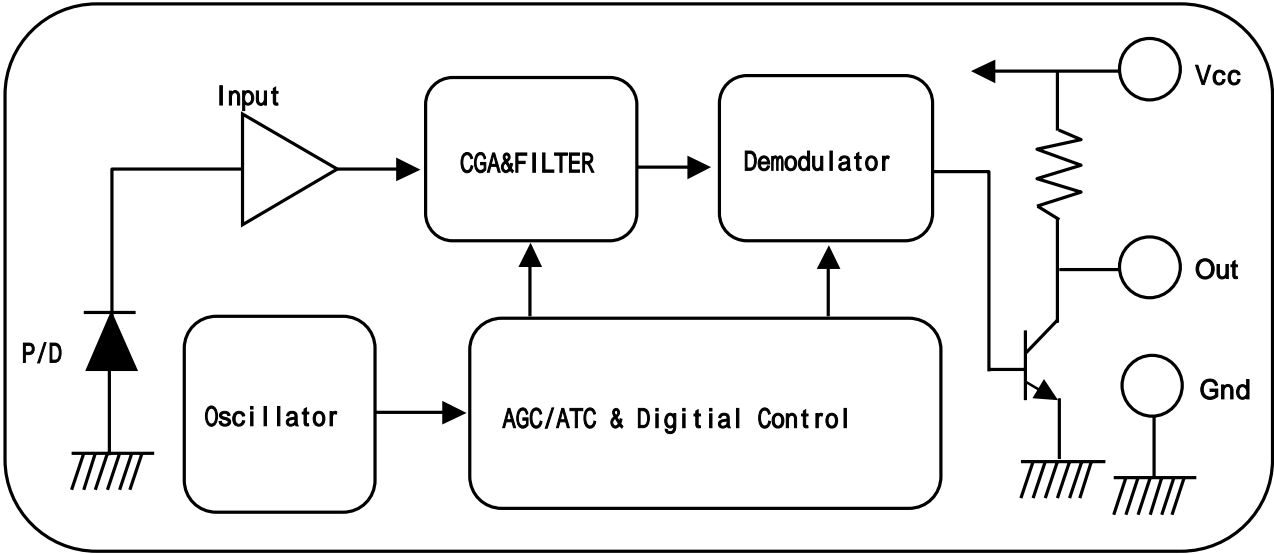 Input
Vcc
CGA&FILTER
Demodulator
Out
P/D
Gnd
Oscillator
AGC/ATC & Digitial Control